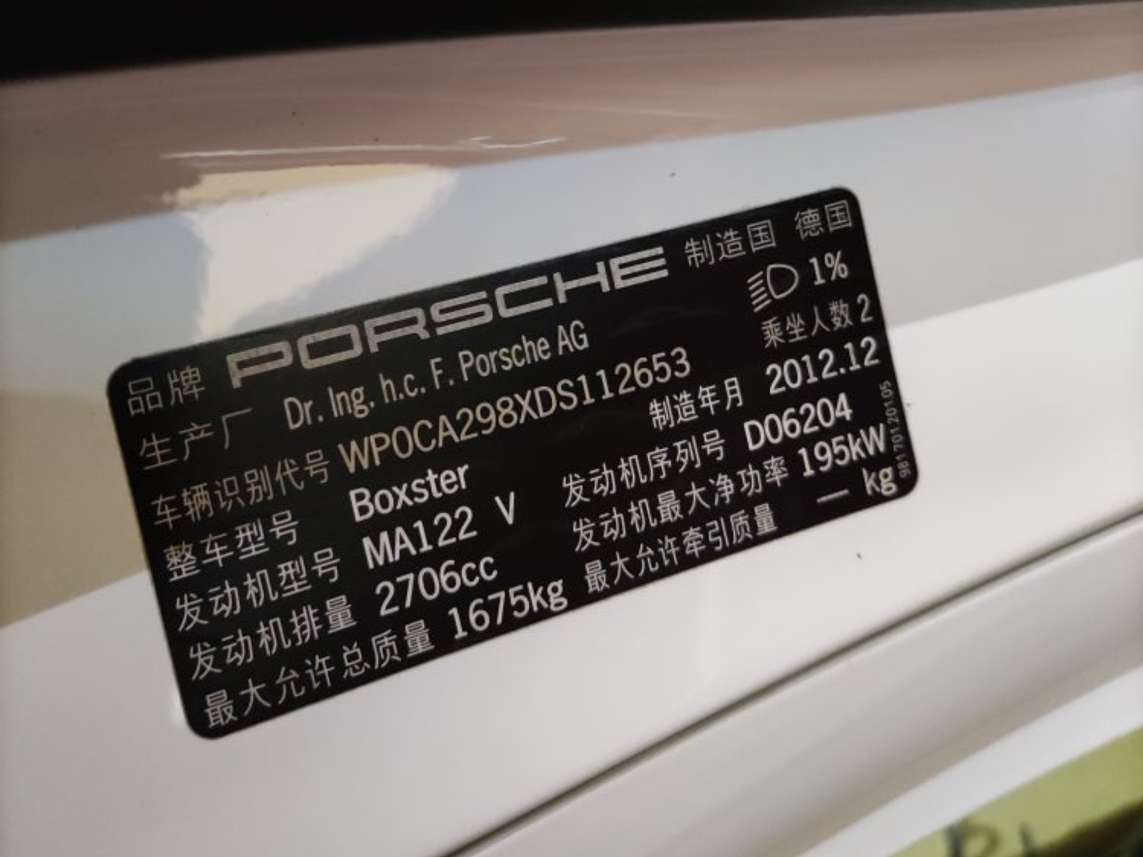 品牌 PORSCHE 制造国 德国
生产厂 Dr. Ing. h.c. F. Porsche AG 1%
车辆识别代号 WP0CA298XDS112653 乘坐人数 2
整车型号 Boxster 制造年月 2012.12
发动机型号 MA122 V 发动机序列号 D06204
发动机排量 2706cc 发动机最大净功率 195kW
最大允许总质量 1675kg 最大允许牵引质量 — kg
98170120105